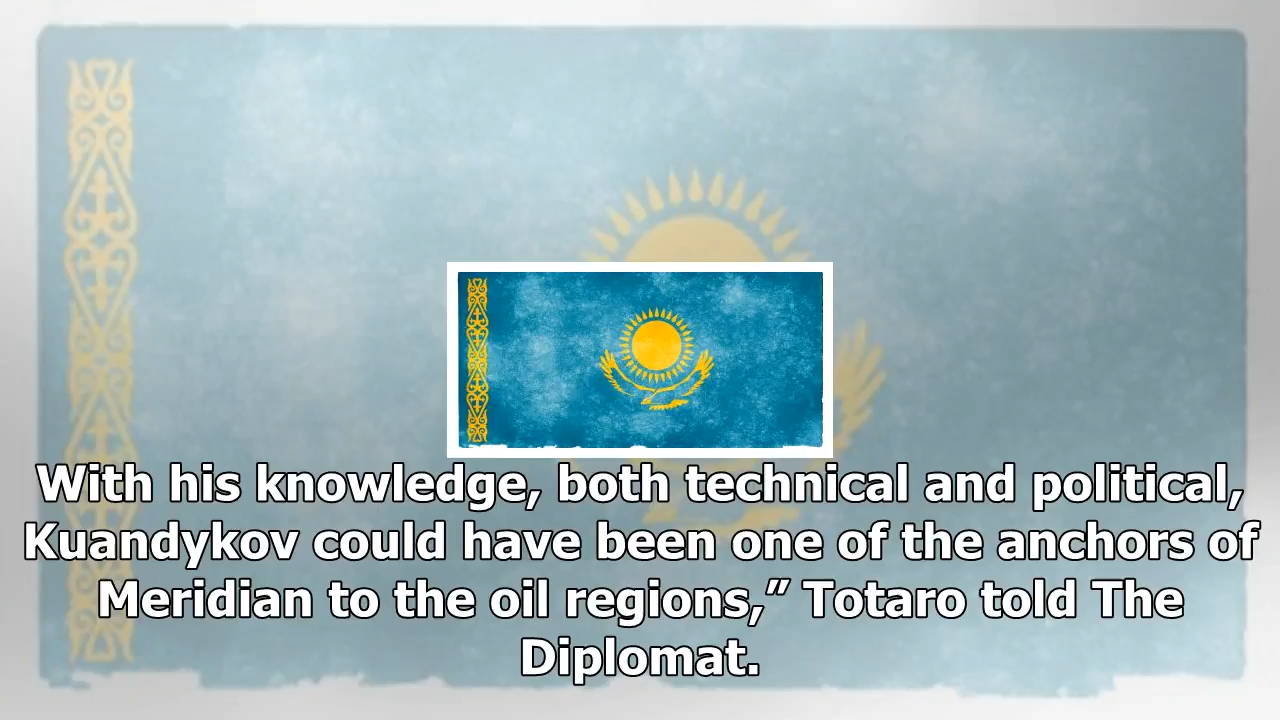 With his knowledge, both technical and political,
Kuandykov could have been one of the anchors of
Meridian to the oil regions,” Totaro told The
Diplomat.